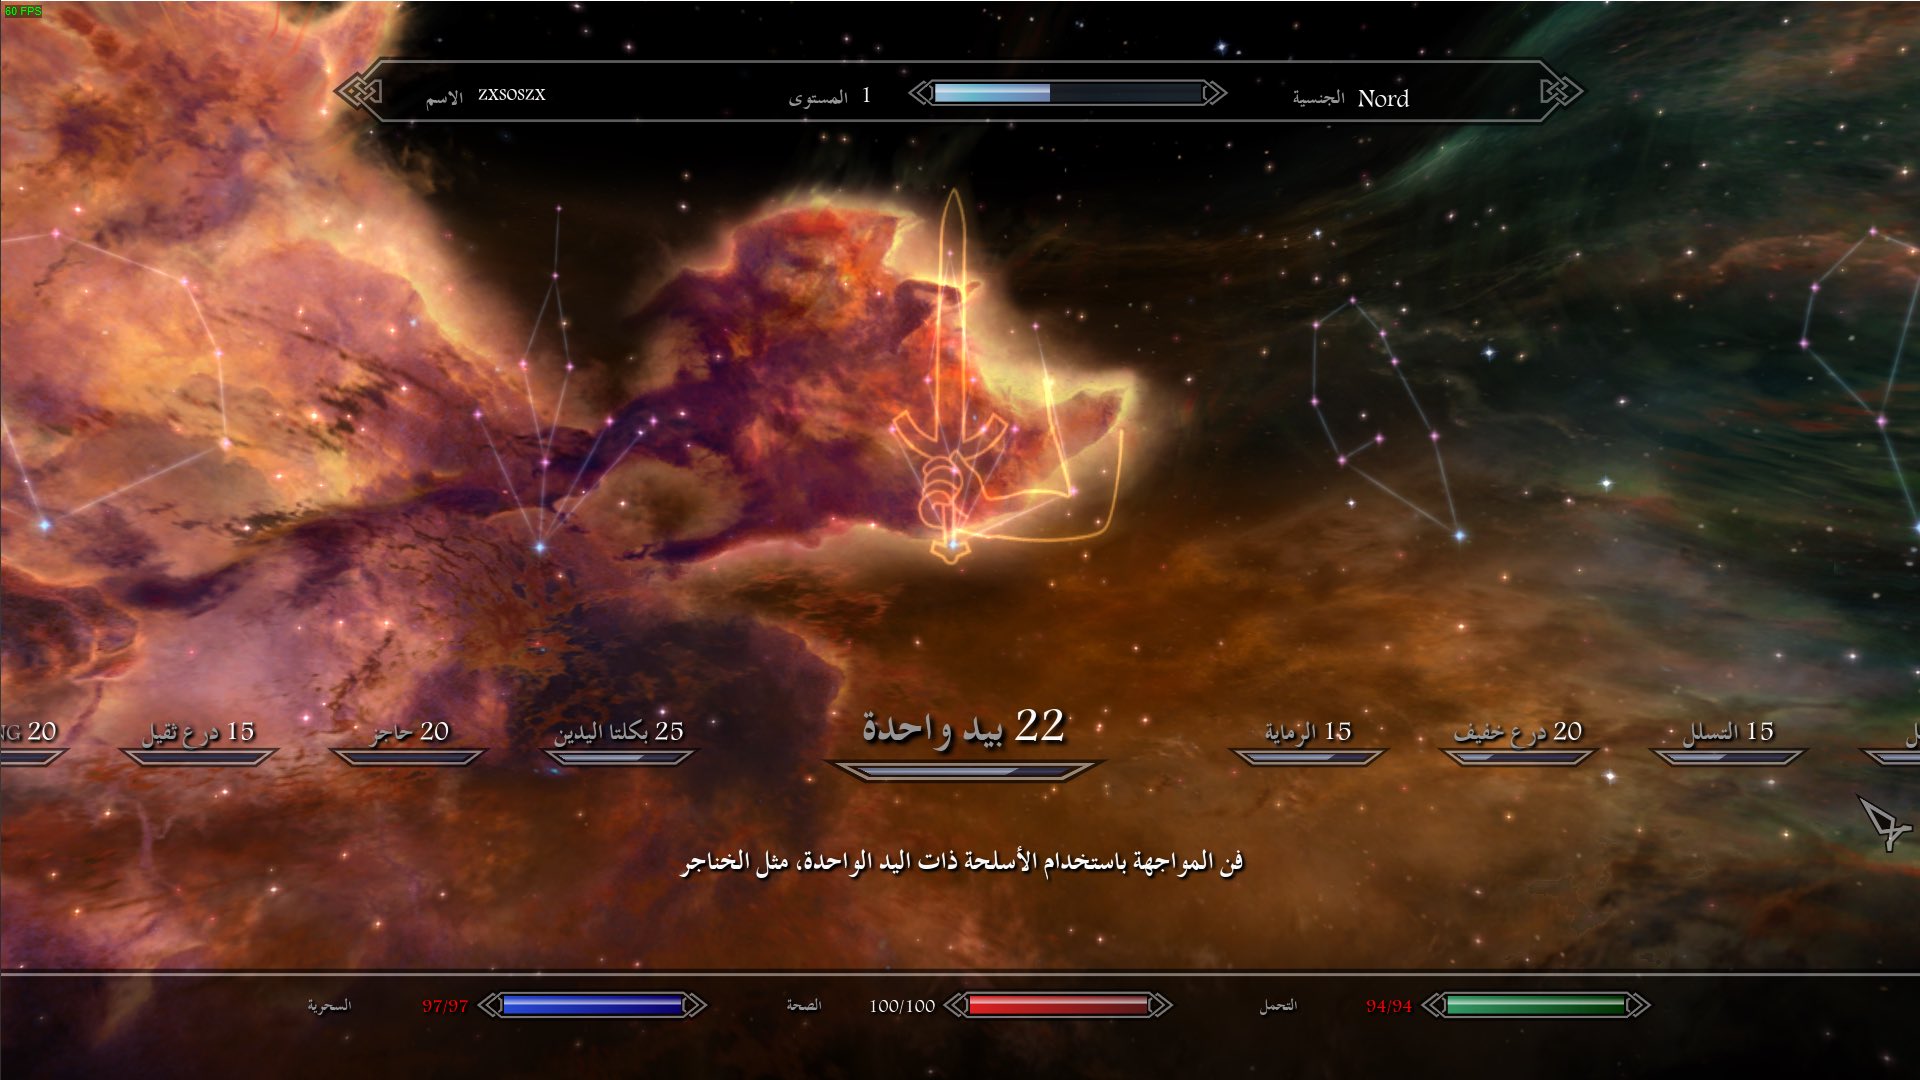 60 FPS
الاسم zxsoszx
المستوى 1
الجنسية Nord
NG 20
15 درع ثقيل
20 حاجز
25 بكلتا اليدين
22 بيد واحدة
15 الرماية
20 درع خفيف
15 التسلل
فن المواجهة باستخدام الأسلحة ذات اليد الواحدة، مثل الخناجر
السحرية 97/97
الصحة 100/100
التحمل 94/94